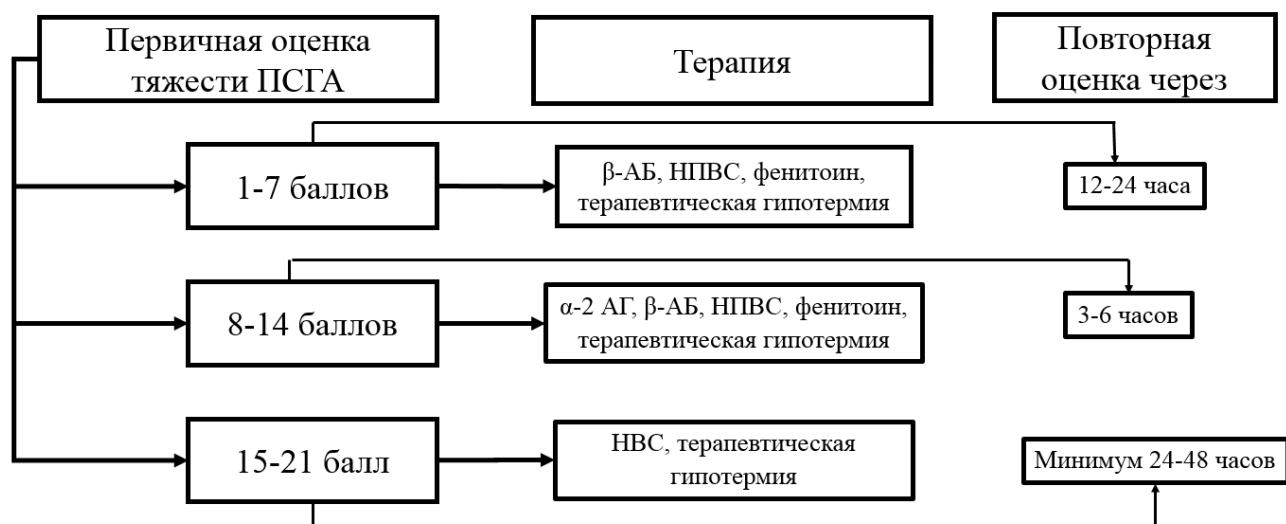 Первичная оценка
тяжести ПСГА
Терапия
Повторная
оценка через
1-7 баллов
β-АБ, НПВС, фенитоин,
терапевтическая гипотермия
12-24 часа
8-14 баллов
α-2 АГ, β-АБ, НПВС, фенитоин,
терапевтическая гипотермия
3-6 часов
15-21 балл
НВС, терапевтическая
гипотермия
Минимум 24-48 часов